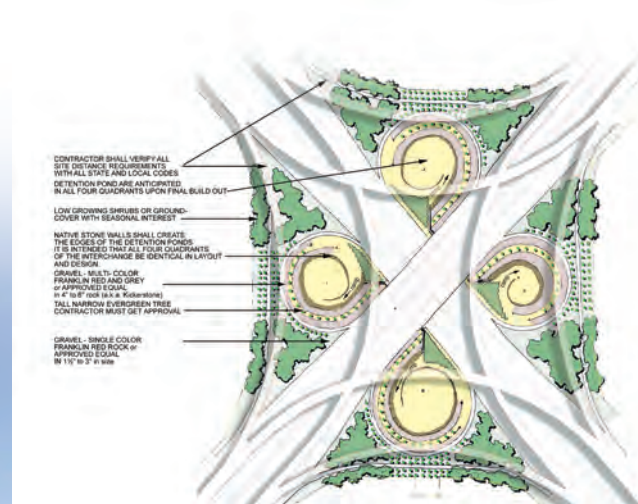 CONTRACTOR SHALL VERIFY ALL
SITE DISTANCE REQUIREMENTS
WITH ALL STATE AND LOCAL CODES
DETENTION POND ARE ANTICIPATED
IN ALL FOUR QUADRANTS UPON FINAL BUILD OUT
LOW GROWING SHRUBS OR GROUND-
COVER WITH SEASONAL INTEREST
NATIVE STONE WALLS SHALL CREATE
THE EDGES OF THE DETENTION PONDS
IT IS INTENDED THAT ALL FOUR QUADRANTS
OF THE INTERCHANGE BE IDENTICAL IN LAYOUT
AND DESIGN.
GRAVEL - MULTI- COLOR
FRANKLIN RED AND GREY
or APPROVED EQUAL
in 4" to 8" rock (a.k.a. Kickerstone)
TALL NARROW EVERGREEN TREE
CONTRACTOR MUST GET APPROVAL
GRAVEL - SINGLE COLOR
FRANKLIN RED ROCK or
APPROVED EQUAL
IN 1½" to 3" in size